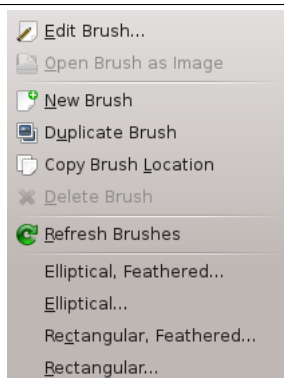 Edit Brush...
Open Brush as Image
New Brush
Duplicate Brush
Copy Brush Location
Delete Brush
Refresh Brushes
Elliptical, Feathered...
Elliptical...
Rectangular, Feathered...
Rectangular...